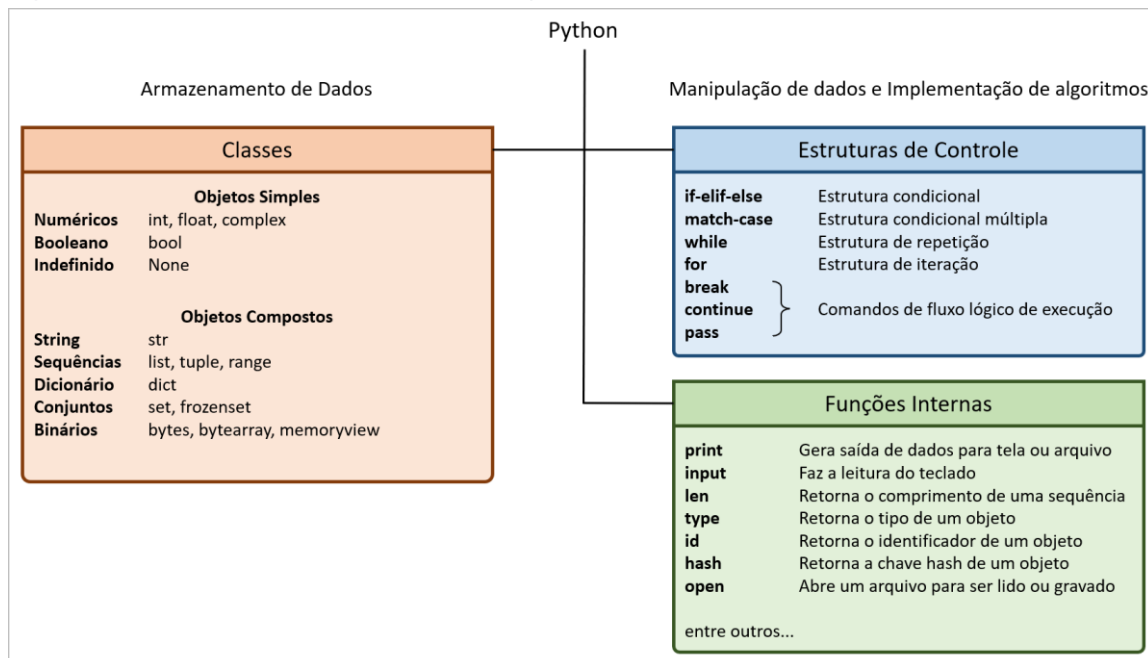 Python
Armazenamento de Dados
Classes
Objetos Simples
Numéricos int, float, complex
Booleano bool
Indefinido None
Objetos Compostos
String str
Sequências list, tuple, range
Dicionário dict
Conjuntos set, frozenset
Binários bytes, bytearray, memoryview
Manipulação de dados e Implementação de algoritmos
Estruturas de Controle
if-elif-else Estrutura condicional
match-case Estrutura condicional múltipla
while Estrutura de repetição
for Estrutura de iteração
break
continue Comandos de fluxo lógico de execução
pass
Funções Internas
print Gera saída de dados para tela ou arquivo
input Faz a leitura do teclado
len Retorna o comprimento de uma sequência
type Retorna o tipo de um objeto
id Retorna o identificador de um objeto
hash Retorna a chave hash de um objeto
open Abre um arquivo para ser lido ou gravado
entre outros...